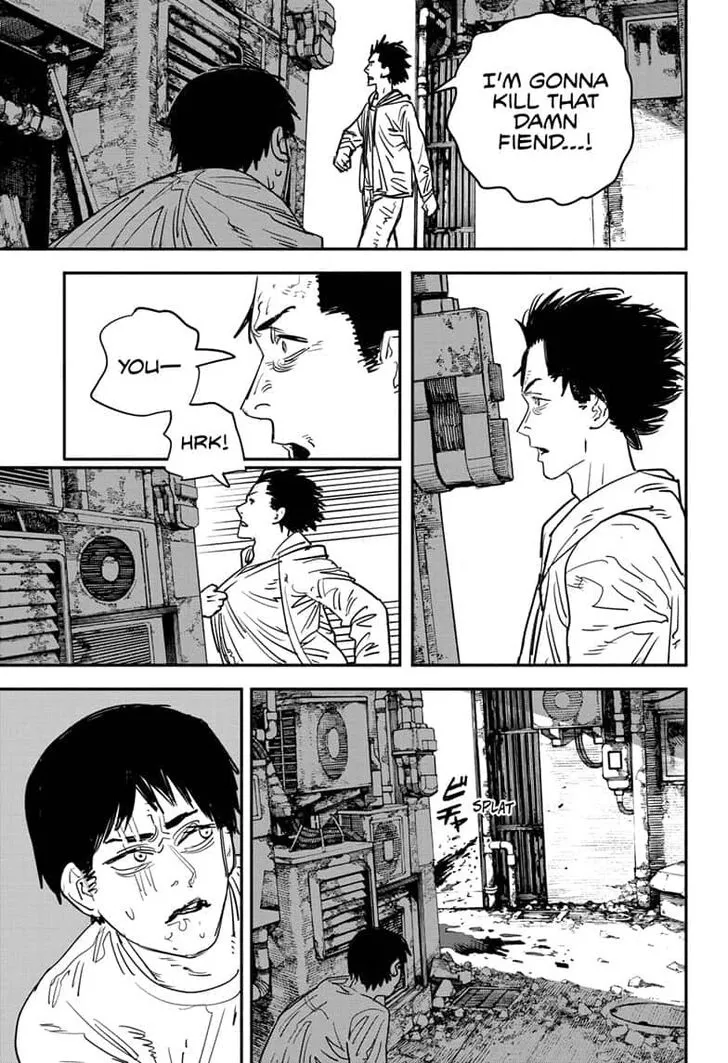 I'M GONNA
KILL THAT
DAMN
FIEND...!
YOU—
HRK!
ビチャ
SPLAT